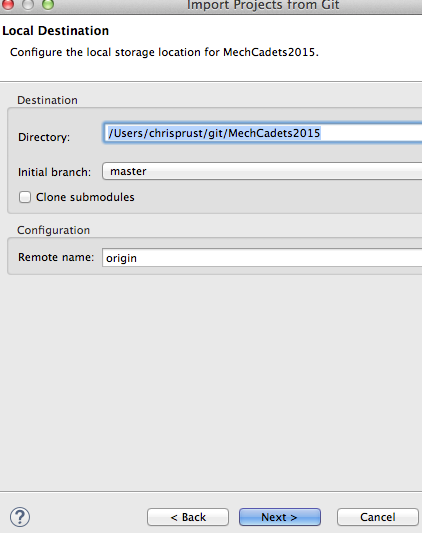 Import Projects from Git
Local Destination
Configure the local storage location for MechCadets2015.
Destination
Directory: /Users/chrisprust/git/MechCadets2015
Initial branch: master
Clone submodules
Configuration
Remote name: origin
?
< Back Next > Cancel